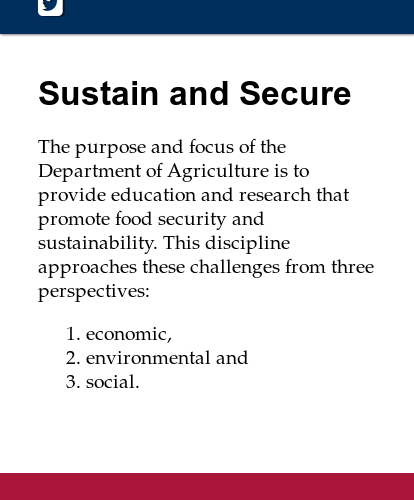 Sustain and Secure
The purpose and focus of the
Department of Agriculture is to
provide education and research that
promote food security and
sustainability. This discipline
approaches these challenges from three
perspectives:
1. economic,
2. environmental and
3. social.